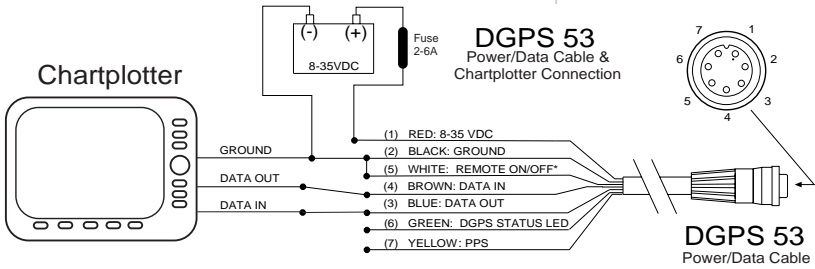 (-)
(+)
8-35VDC
Fuse
2-6A
DGPS 53
Power/Data Cable &
Chartplotter Connection
7
1
6
2
5
3
4
Chartplotter
GROUND
DATA OUT
DATA IN
(1) RED: 8-35 VDC
(2) BLACK: GROUND
(5) WHITE: REMOTE ON/OFF*
(4) BROWN: DATA IN
(3) BLUE: DATA OUT
(6) GREEN: DGPS STATUS LED
(7) YELLOW: PPS
DGPS 53
Power/Data Cable